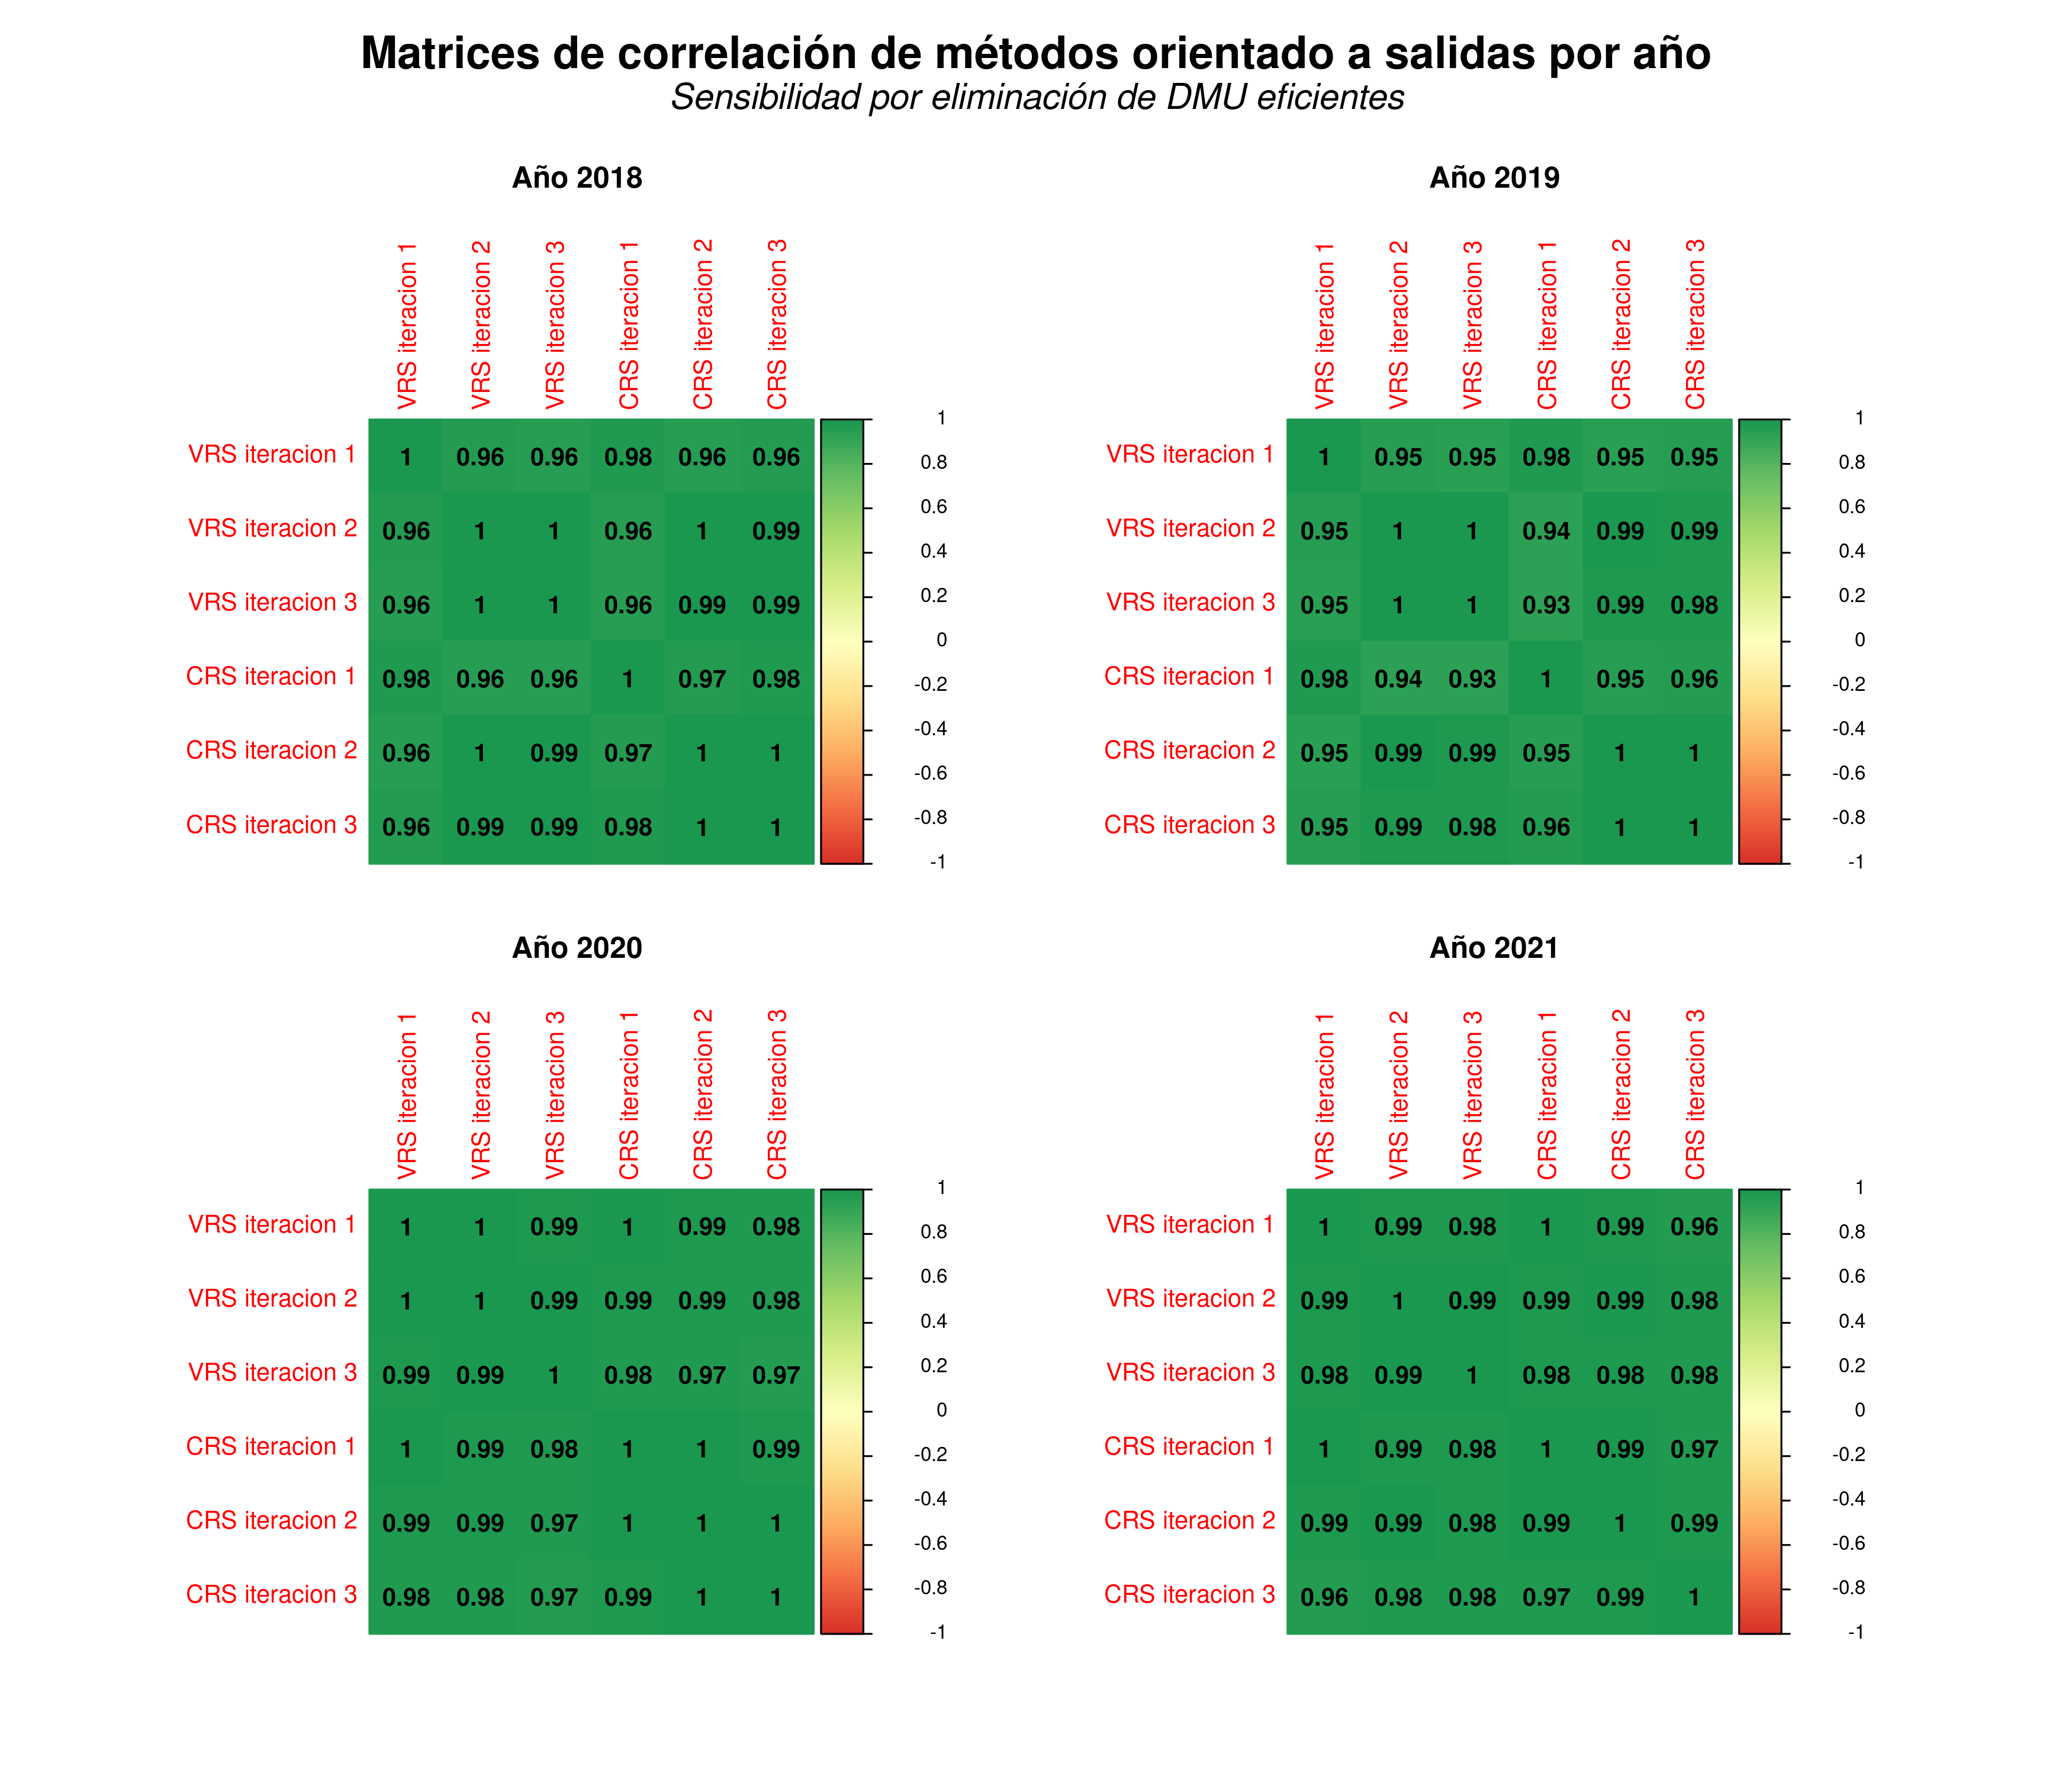 Matrices de correlación de métodos orientado a salidas por año
Sensibilidad por eliminación de DMU eficientes
Año 2018
VRS iteracion 1
VRS iteracion 2
VRS iteracion 3
CRS iteracion 1
CRS iteracion 2
CRS iteracion 3
VRS iteracion 1 1 0.96 0.96 0.98 0.96 0.96
VRS iteracion 2 0.96 1 1 0.96 1 0.99
VRS iteracion 3 0.96 1 1 0.96 0.99 0.99
CRS iteracion 1 0.98 0.96 0.96 1 0.97 0.98
CRS iteracion 2 0.96 1 0.99 0.97 1 1
CRS iteracion 3 0.96 0.99 0.99 0.98 1 1
1
0.8
0.6
0.4
0.2
0
-0.2
-0.4
-0.6
-0.8
-1
Año 2019
VRS iteracion 1
VRS iteracion 2
VRS iteracion 3
CRS iteracion 1
CRS iteracion 2
CRS iteracion 3
VRS iteracion 1 1 0.95 0.95 0.98 0.95 0.95
VRS iteracion 2 0.95 1 1 0.94 0.99 0.99
VRS iteracion 3 0.95 1 1 0.93 0.99 0.98
CRS iteracion 1 0.98 0.94 0.93 1 0.95 0.96
CRS iteracion 2 0.95 0.99 0.99 0.95 1 1
CRS iteracion 3 0.95 0.99 0.98 0.96 1 1
1
0.8
0.6
0.4
0.2
0
-0.2
-0.4
-0.6
-0.8
-1
Año 2020
VRS iteracion 1
VRS iteracion 2
VRS iteracion 3
CRS iteracion 1
CRS iteracion 2
CRS iteracion 3
VRS iteracion 1 1 1 0.99 1 0.99 0.98
VRS iteracion 2 1 1 0.99 0.99 0.99 0.98
VRS iteracion 3 0.99 0.99 1 0.98 0.97 0.97
CRS iteracion 1 1 0.99 0.98 1 1 0.99
CRS iteracion 2 0.99 0.99 0.97 1 1 1
CRS iteracion 3 0.98 0.98 0.97 0.99 1 1
1
0.8
0.6
0.4
0.2
0
-0.2
-0.4
-0.6
-0.8
-1
Año 2021
VRS iteracion 1
VRS iteracion 2
VRS iteracion 3
CRS iteracion 1
CRS iteracion 2
CRS iteracion 3
VRS iteracion 1 1 0.99 0.98 1 0.99 0.96
VRS iteracion 2 0.99 1 0.99 0.99 0.99 0.98
VRS iteracion 3 0.98 0.99 1 0.98 0.98 0.98
CRS iteracion 1 1 0.99 0.98 1 0.99 0.97
CRS iteracion 2 0.99 0.99 0.98 0.99 1 0.99
CRS iteracion 3 0.96 0.98 0.98 0.97 0.99 1
1
0.8
0.6
0.4
0.2
0
-0.2
-0.4
-0.6
-0.8
-1